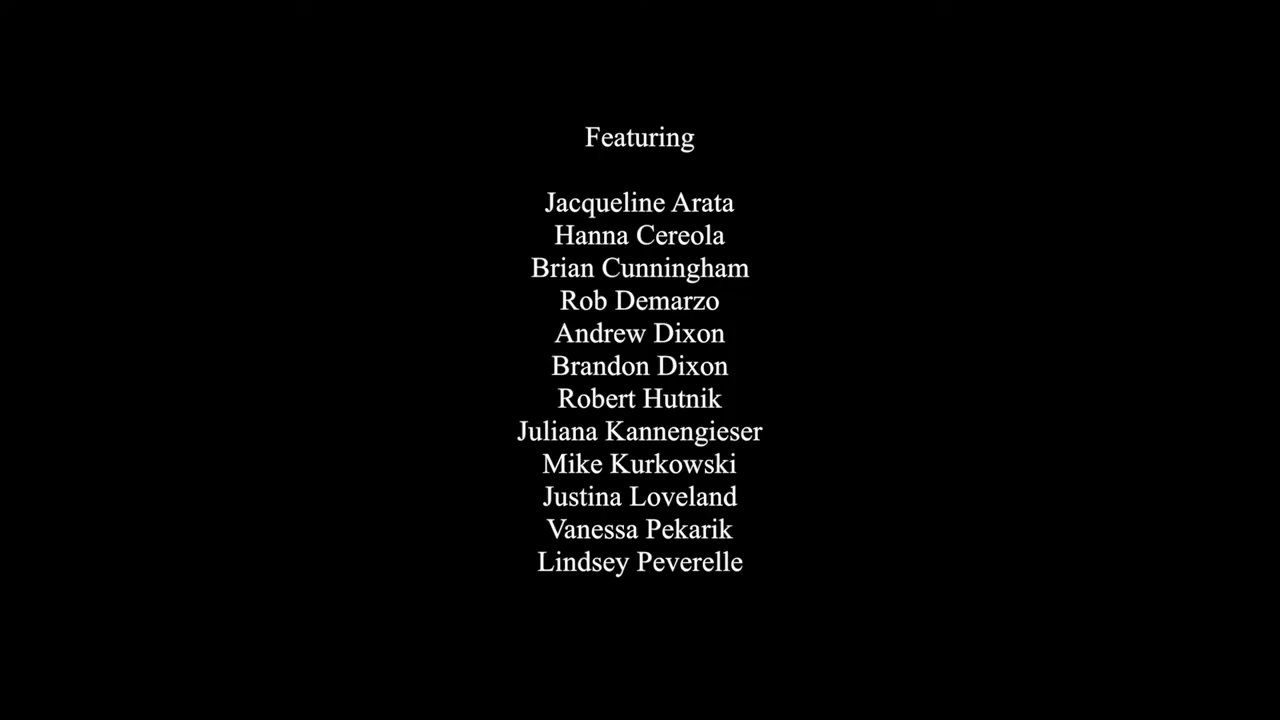 Featuring
Jacqueline Arata
Hanna Cereola
Brian Cunningham
Rob Demarzo
Andrew Dixon
Brandon Dixon
Robert Hutnik
Juliana Kannengieser
Mike Kurkowski
Justina Loveland
Vanessa Pekarik
Lindsey Peverelle